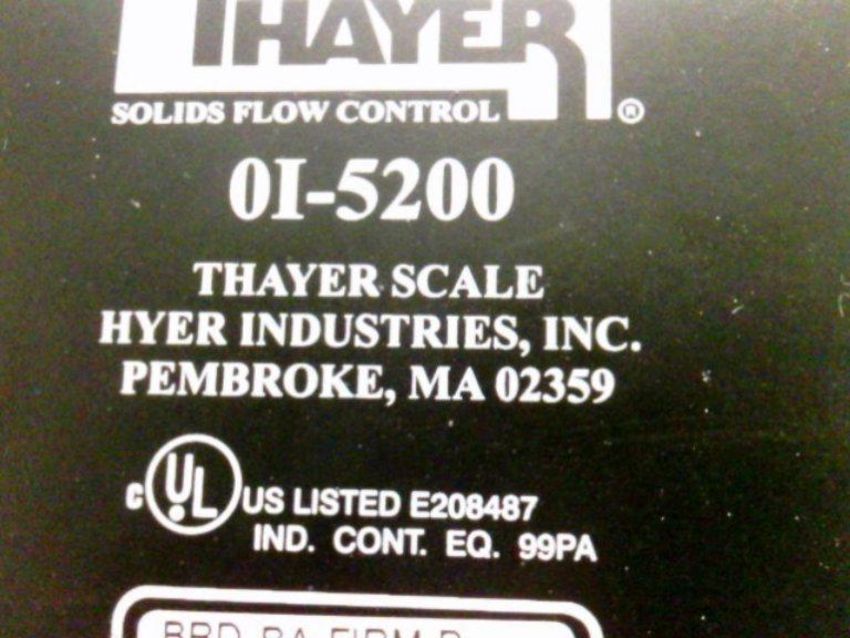 THAYER
SOLIDS FLOW CONTROL ®
0I-5200
THAYER SCALE
HYER INDUSTRIES, INC.
PEMBROKE, MA 02359
c UL US LISTED E208487
IND. CONT. EQ. 99PA